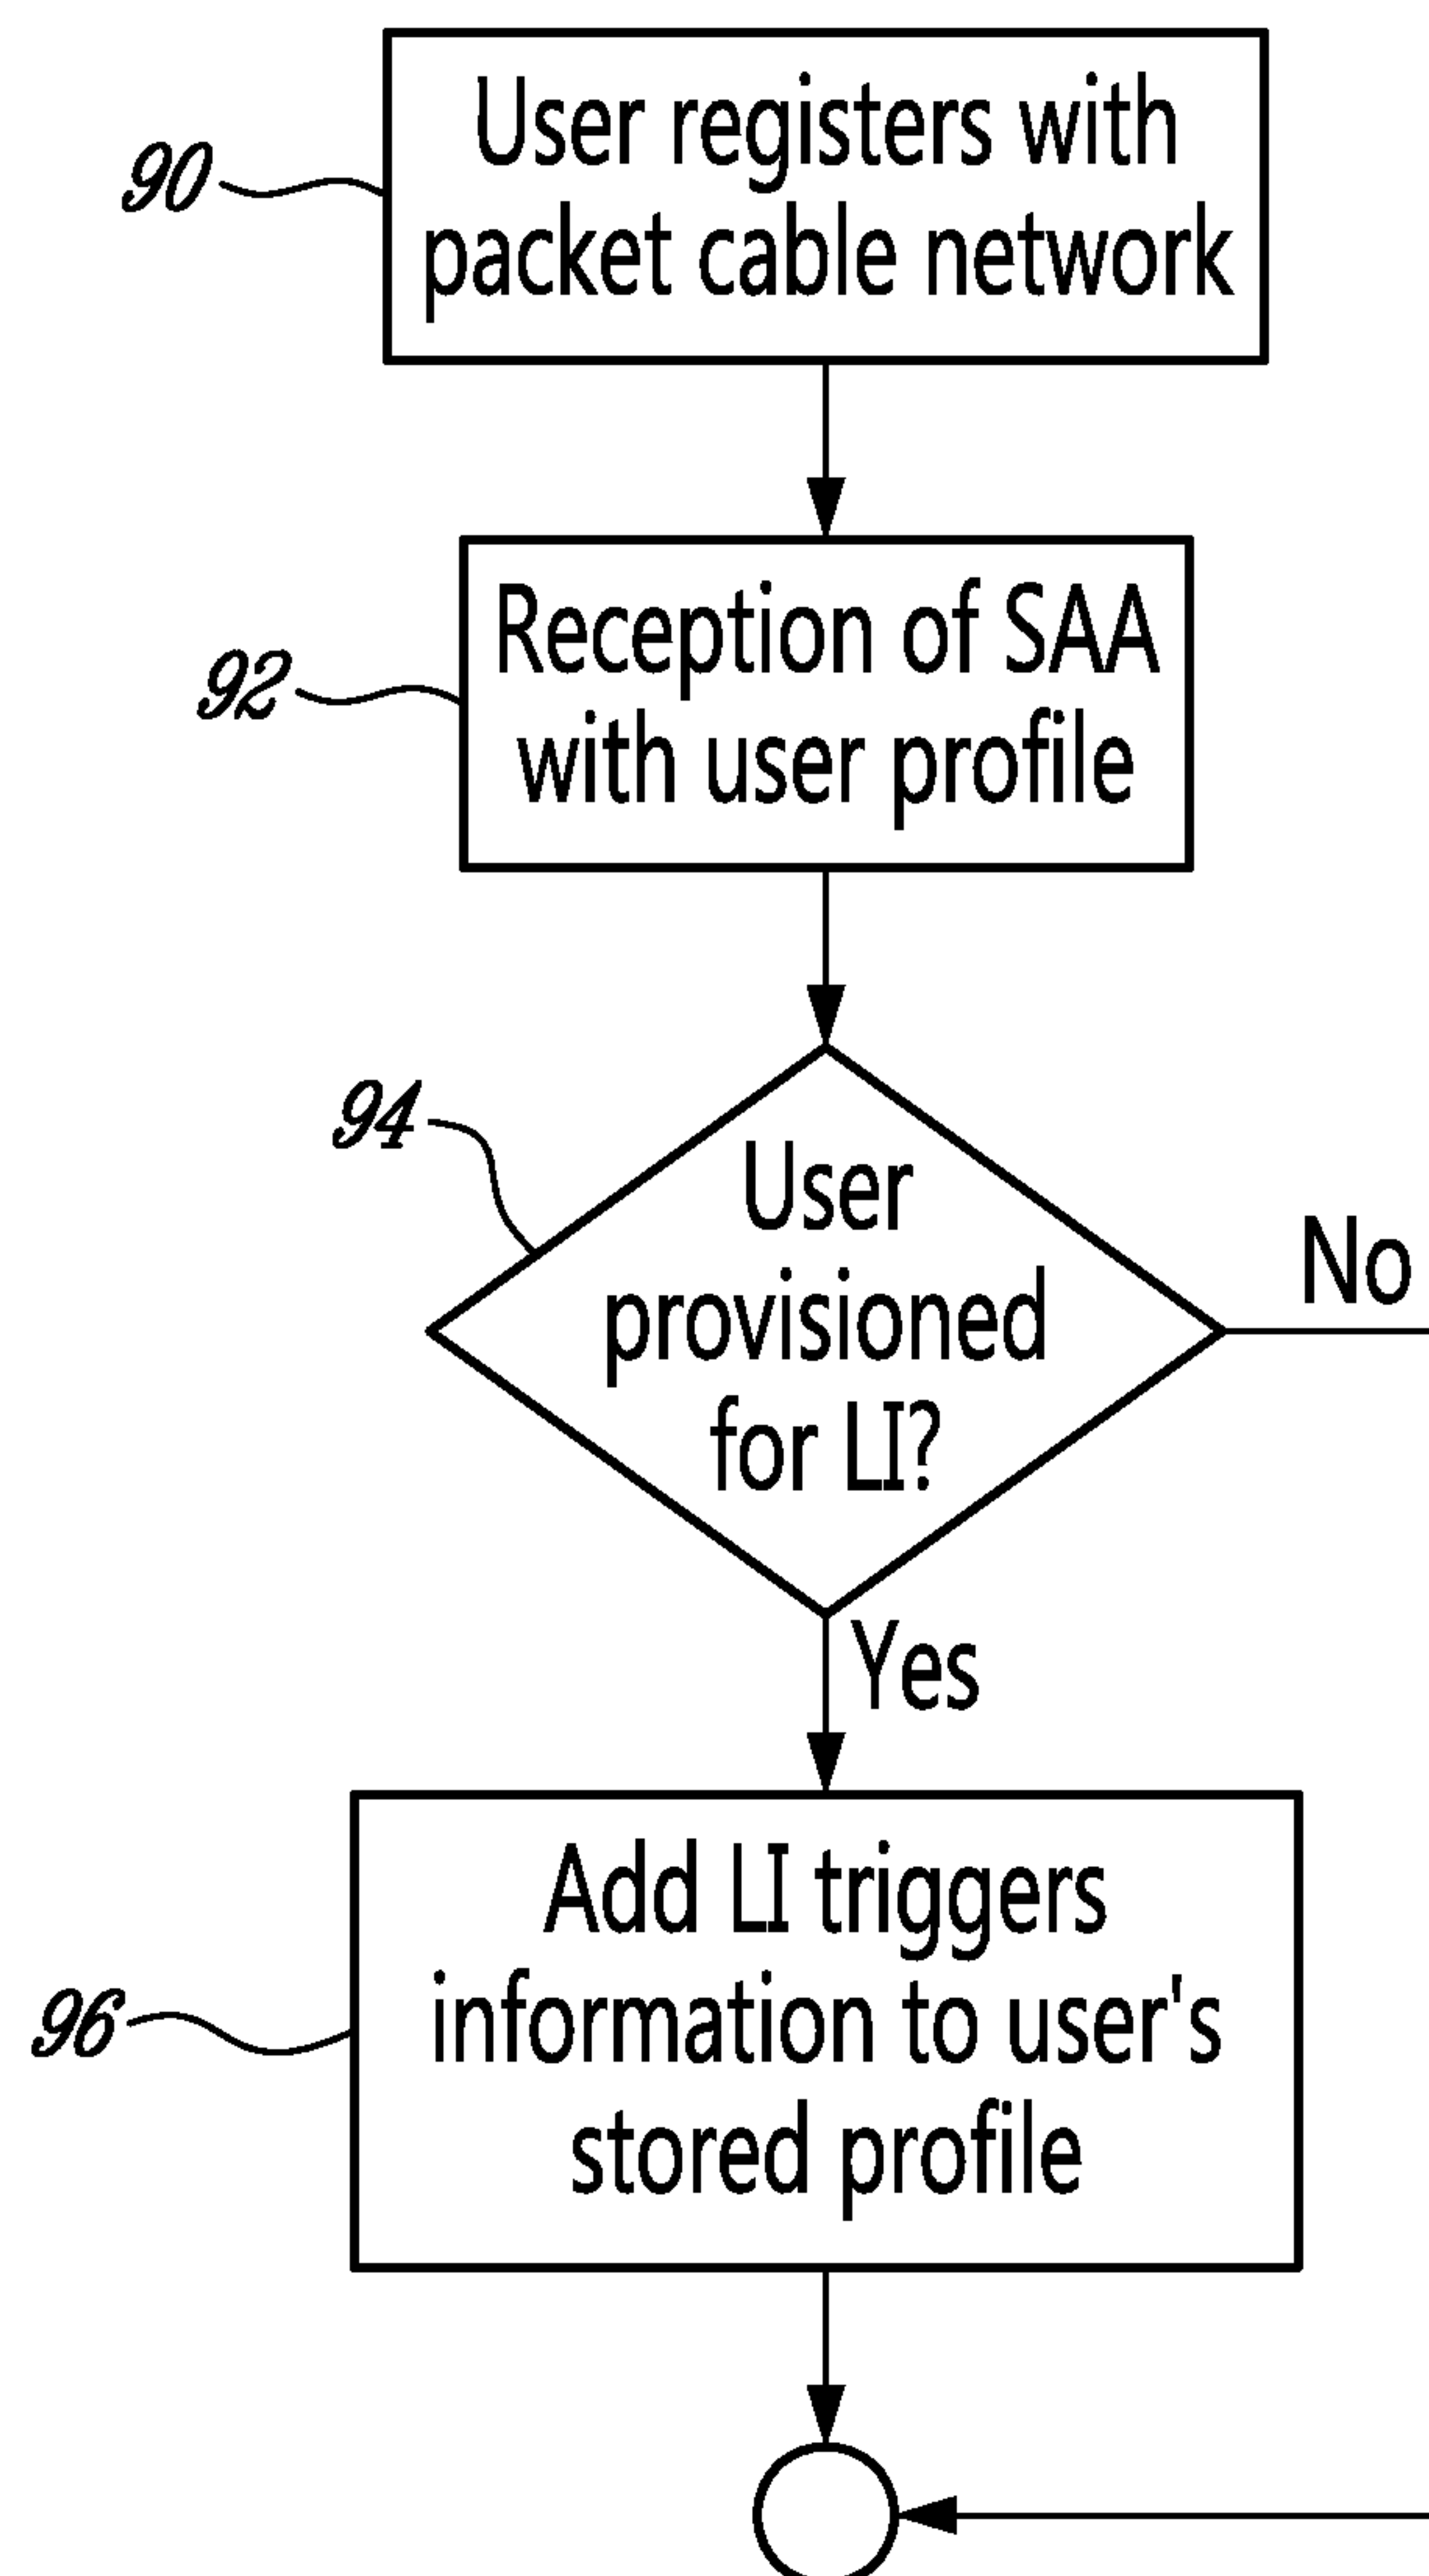 90
User registers with
packet cable network
92
Reception of SAA
with user profile
94
User
provisioned
for LI?
No
Yes
96
Add LI triggers
information to user's
stored profile